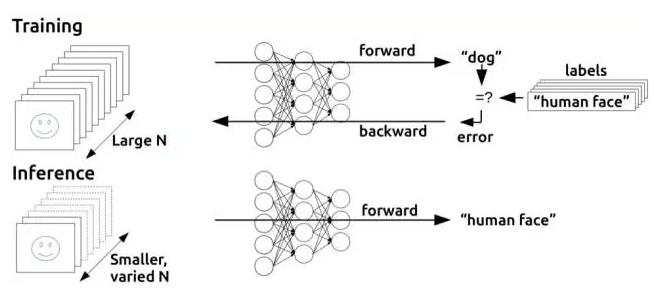 Training
forward
"dog"
labels
=?
"human face"
Large N
backward
error
Inference
forward
"human face"
Smaller,
varied N